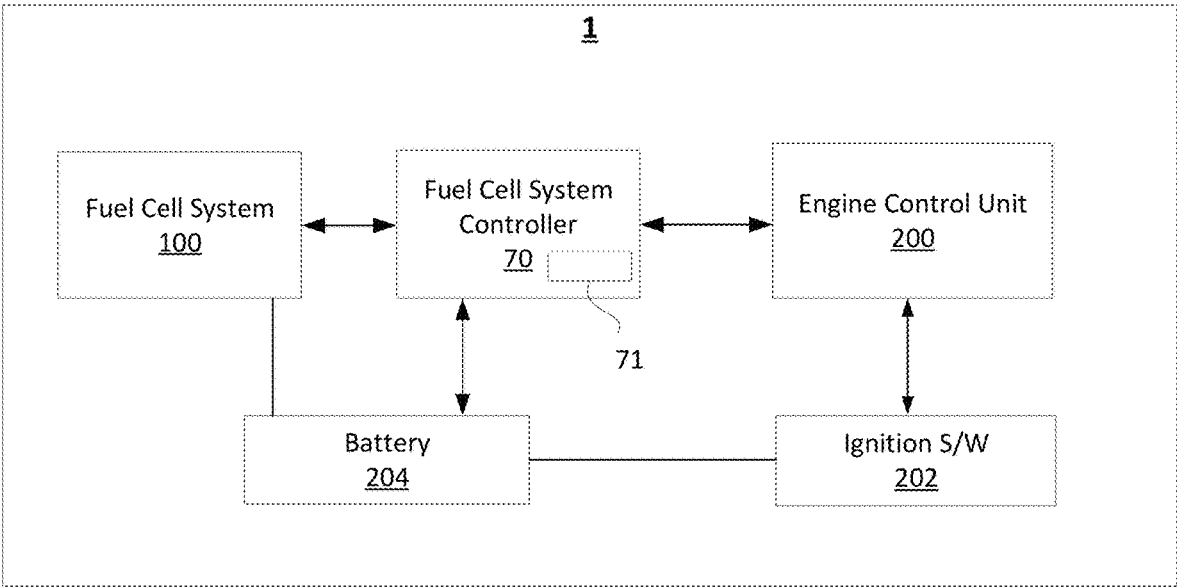 1
Fuel Cell System
100
Fuel Cell System
Controller
70
71
Engine Control Unit
200
Battery
204
Ignition S/W
202